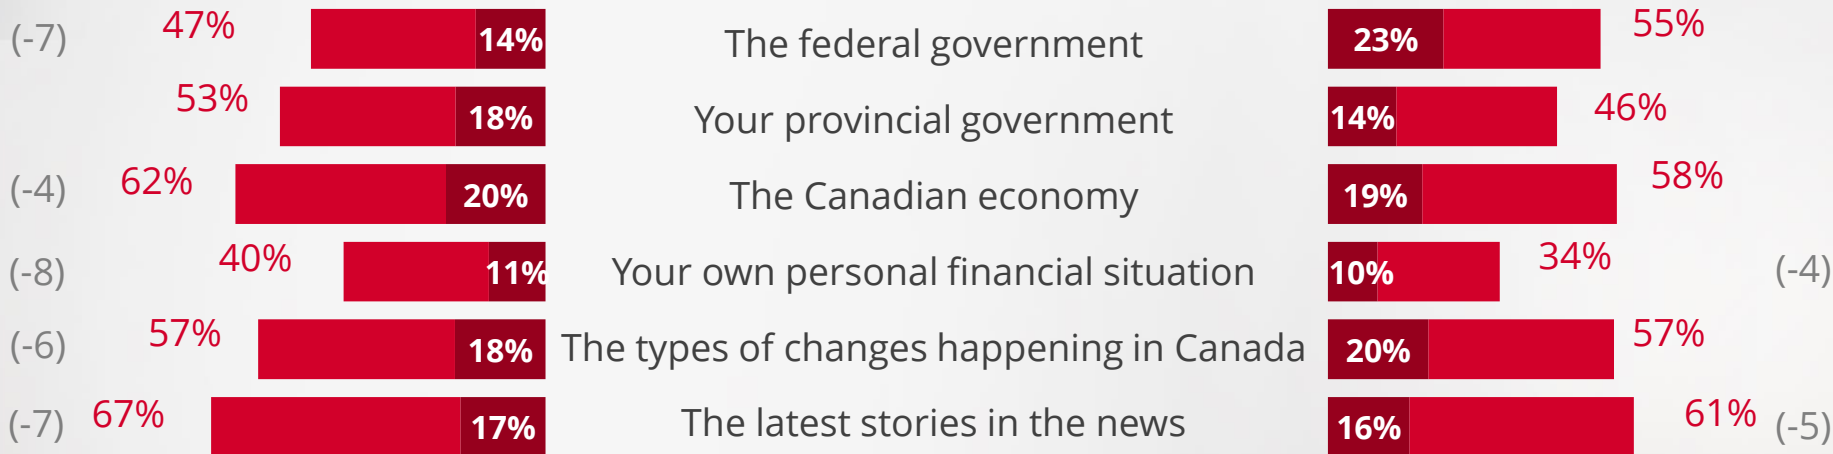 (-7) 47% 14% The federal government 23% 55%
53% 18% Your provincial government 14% 46%
(-4) 62% 20% The Canadian economy 19% 58%
(-8) 40% 11% Your own personal financial situation 10% 34% (-4)
(-6) 57% 18% The types of changes happening in Canada 20% 57%
(-7) 67% 17% The latest stories in the news 16% 61% (-5)